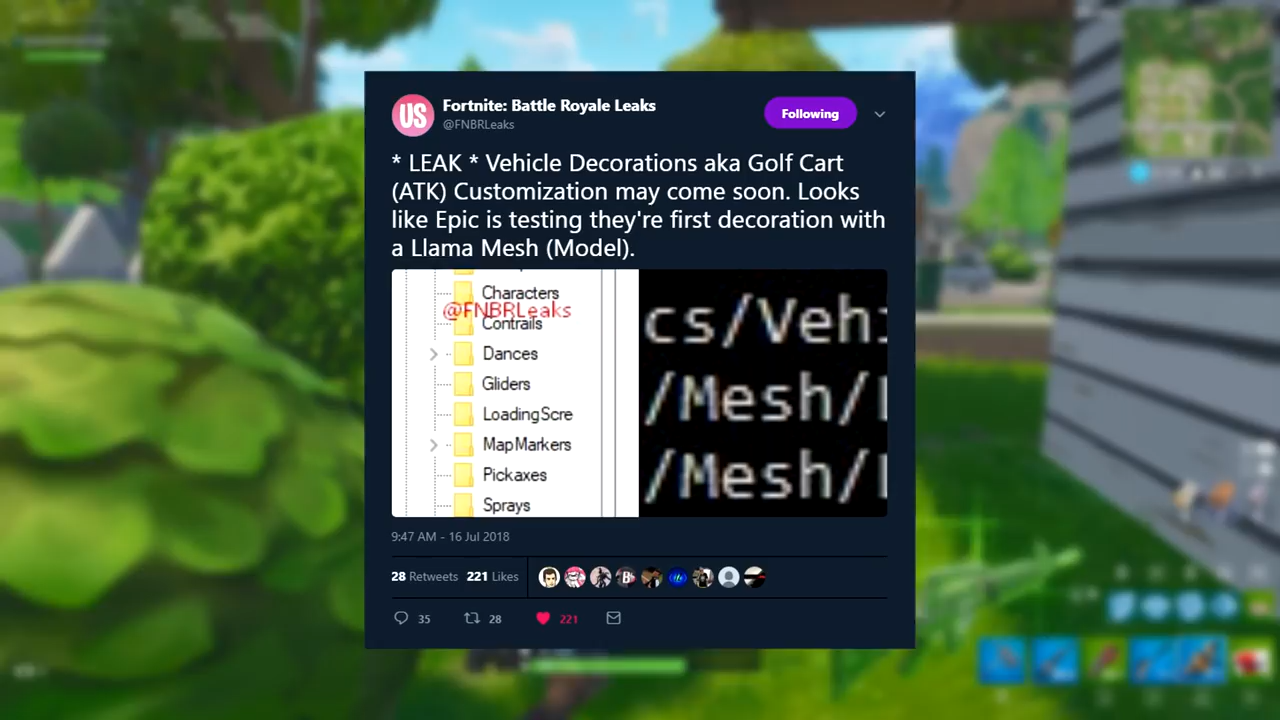 US
Fortnite: Battle Royale Leaks
@FNBRLeaks
Following
* LEAK * Vehicle Decorations aka Golf Cart
(ATK) Customization may come soon. Looks
like Epic is testing they're first decoration with
a Llama Mesh (Model).
Characters
@FNBRLeaks
Contrails
Dances
Gliders
LoadingScre
MapMarkers
Pickaxes
Sprays
cs/Vehi
/Mesh/
/Mesh/
9:47 AM - 16 Jul 2018
28 Retweets 221 Likes
35 28 221